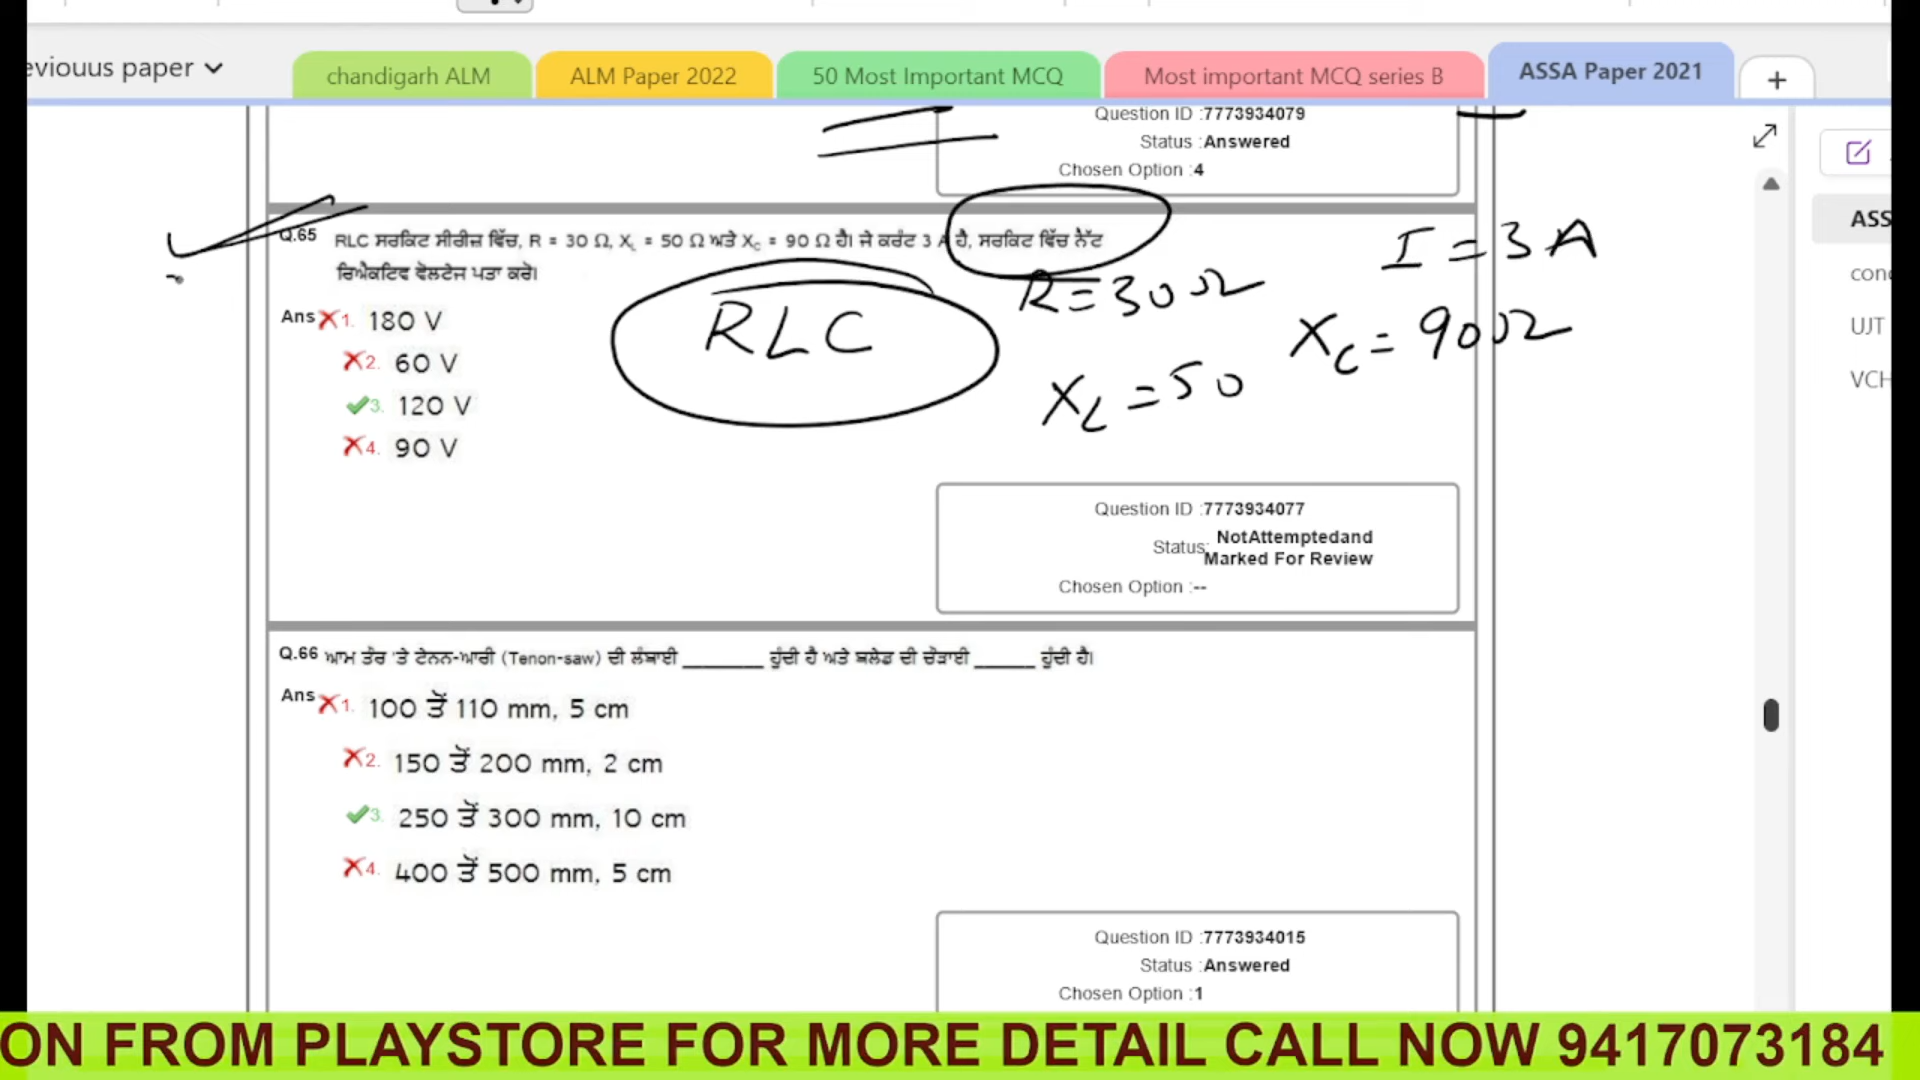 eviouus paper
chandigarh ALM
ALM Paper 2022
50 Most Important MCQ
Most important MCQ series B
ASSA Paper 2021
+
Question ID :7773934079
Status :Answered
Chosen Option :4
ASS
conc
UJT
VCH
Q.65 RLC ਸਰਕਿਟ ਸੀਰੀਜ਼ ਵਿੱਚ, R = 30 Ω, XL = 50 Ω ਅਤੇ XC = 90 Ω ਹੈ। ਜੇ ਕਰੰਟ 3 A ਹੈ, ਸਰਕਿਟ ਵਿੱਚ ਨੈੱਟ
ਰਿਐਕਟਿਵ ਵੋਲਟੇਜ ਪਤਾ ਕਰੋ।
I = 3 A
R = 30 Ω
RLC
XC = 90 Ω
XL = 50
Ans 1. 180 V
2. 60 V
3. 120 V
4. 90 V
Question ID :7773934077
Status: NotAttemptedand
Marked For Review
Chosen Option :--
Q.66 ਆਮ ਤੌਰ 'ਤੇ ਟੇਨਨ-ਆਰੀ (Tenon-saw) ਦੀ ਲੰਬਾਈ ________ ਹੁੰਦੀ ਹੈ ਅਤੇ ਬਲੇਡ ਦੀ ਚੌੜਾਈ ______ ਹੁੰਦੀ ਹੈ।
Ans 1. 100 ਤੋਂ 110 mm, 5 cm
2. 150 ਤੋਂ 200 mm, 2 cm
3. 250 ਤੋਂ 300 mm, 10 cm
4. 400 ਤੋਂ 500 mm, 5 cm
Question ID :7773934015
Status :Answered
Chosen Option :1
ON FROM PLAYSTORE FOR MORE DETAIL CALL NOW 9417073184